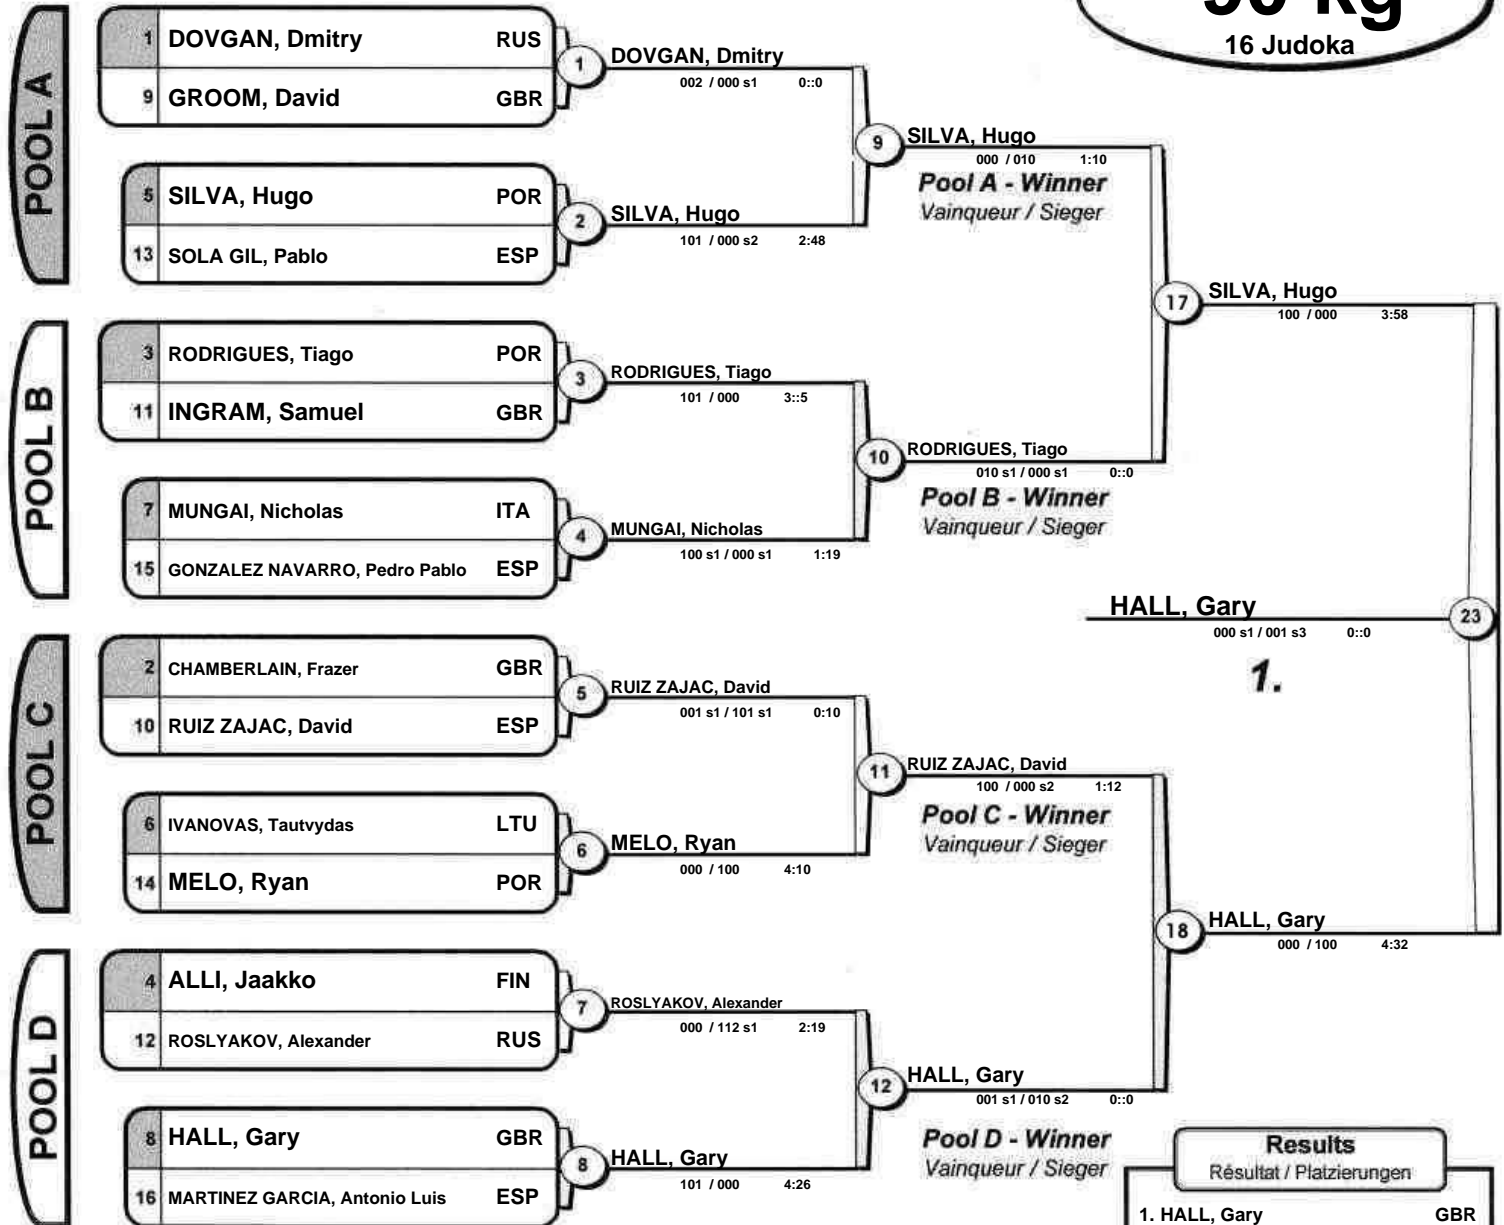 90 kg
16 Judoka
POOL A
1 DOVGAN, Dmitry RUS
9 GROOM, David GBR
1
DOVGAN, Dmitry
002 / 000 s1 0::0
5 SILVA, Hugo POR
13 SOLA GIL, Pablo ESP
2
SILVA, Hugo
101 / 000 s2 2:48
9
SILVA, Hugo
000 / 010 1:10
Pool A - Winner
Vainqueur / Sieger
POOL B
3 RODRIGUES, Tiago POR
11 INGRAM, Samuel GBR
3
RODRIGUES, Tiago
101 / 000 3::5
7 MUNGAI, Nicholas ITA
15 GONZALEZ NAVARRO, Pedro Pablo ESP
4
MUNGAI, Nicholas
100 s1 / 000 s1 1:19
10
RODRIGUES, Tiago
010 s1 / 000 s1 0::0
Pool B - Winner
Vainqueur / Sieger
17
SILVA, Hugo
100 / 000 3:58
HALL, Gary
23
000 s1 / 001 s3 0::0
1.
POOL C
2 CHAMBERLAIN, Frazer GBR
10 RUIZ ZAJAC, David ESP
5
RUIZ ZAJAC, David
001 s1 / 101 s1 0:10
6 IVANOVAS, Tautvydas LTU
14 MELO, Ryan POR
6
MELO, Ryan
000 / 100 4:10
11
RUIZ ZAJAC, David
100 / 000 s2 1:12
Pool C - Winner
Vainqueur / Sieger
POOL D
4 ALLI, Jaakko FIN
12 ROSLYAKOV, Alexander RUS
7
ROSLYAKOV, Alexander
000 / 112 s1 2:19
8 HALL, Gary GBR
16 MARTINEZ GARCIA, Antonio Luis ESP
8
HALL, Gary
101 / 000 4:26
12
HALL, Gary
001 s1 / 010 s2 0::0
Pool D - Winner
Vainqueur / Sieger
18
HALL, Gary
000 / 100 4:32
Results
Résultat / Platzierungen
1. HALL, Gary GBR